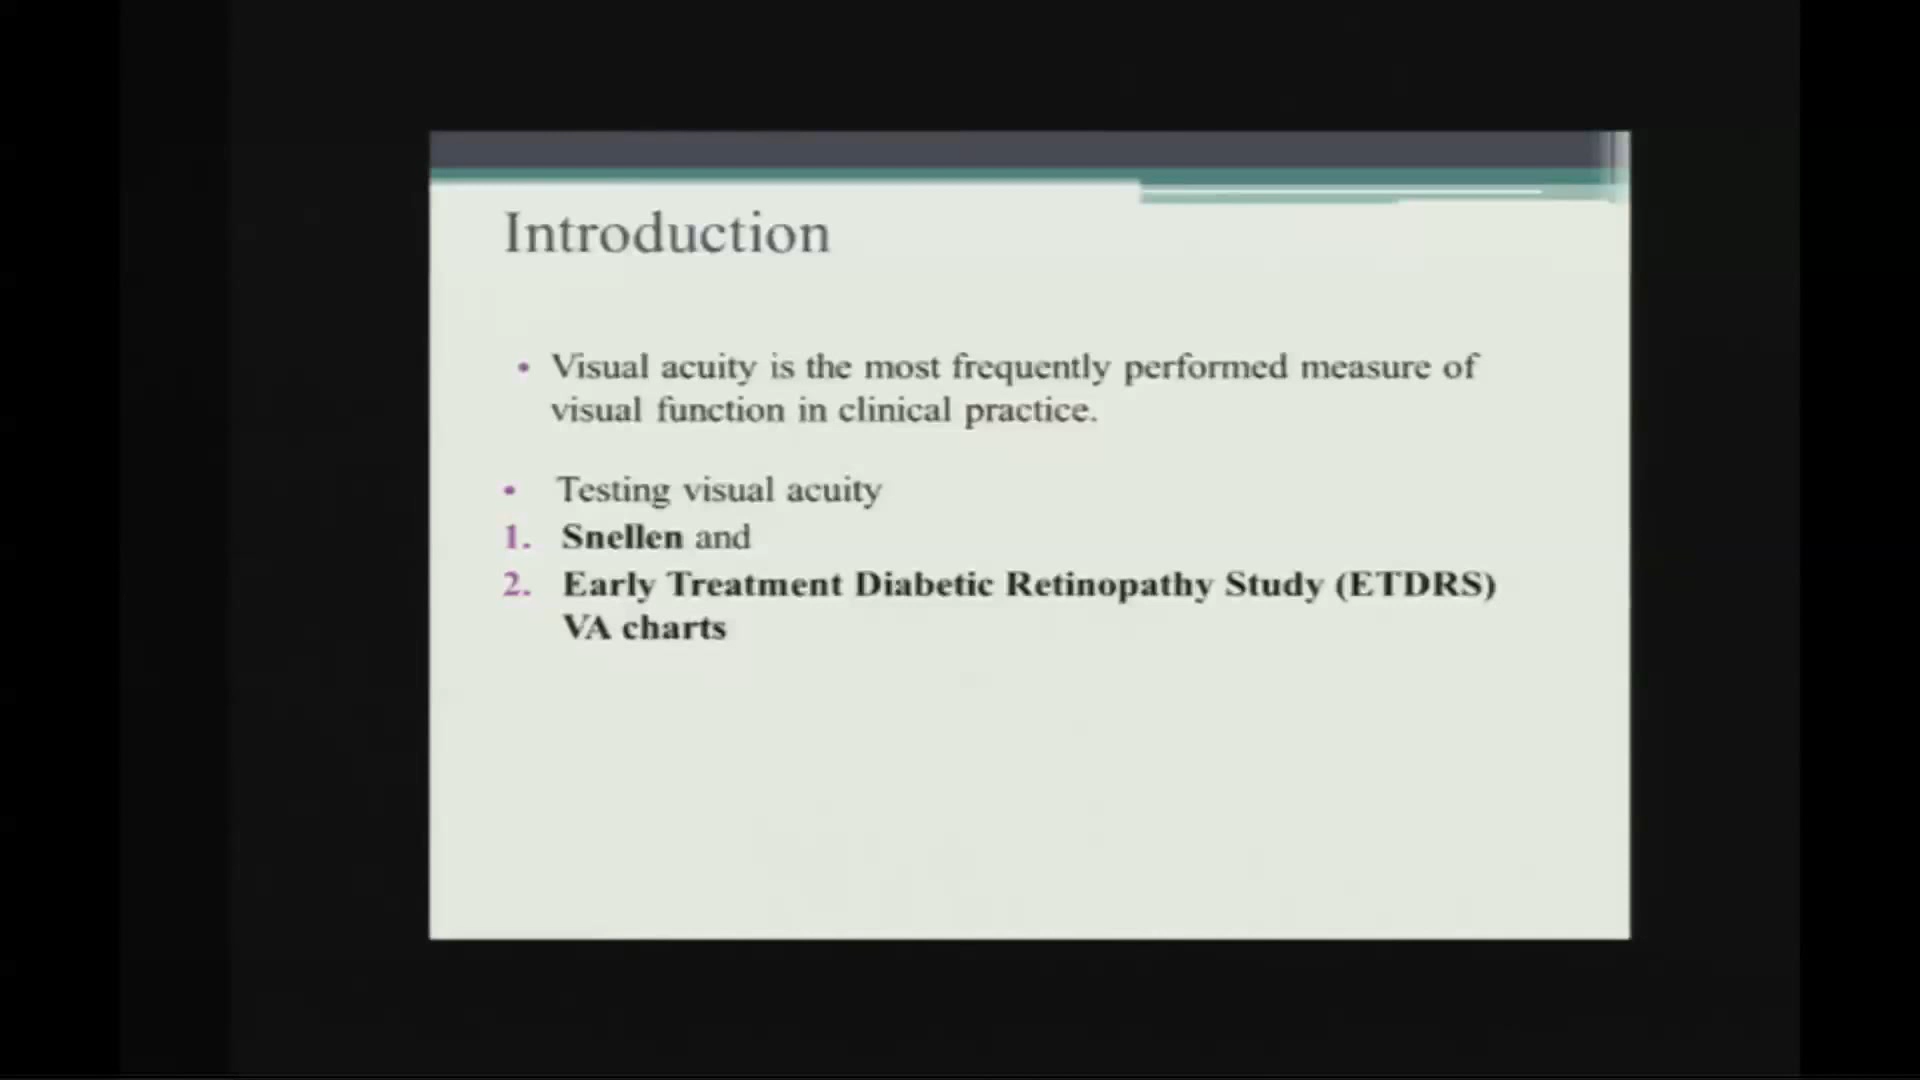 Introduction
• Visual acuity is the most frequently performed measure of
visual function in clinical practice.
• Testing visual acuity
1. Snellen and
2. Early Treatment Diabetic Retinopathy Study (ETDRS)
VA charts